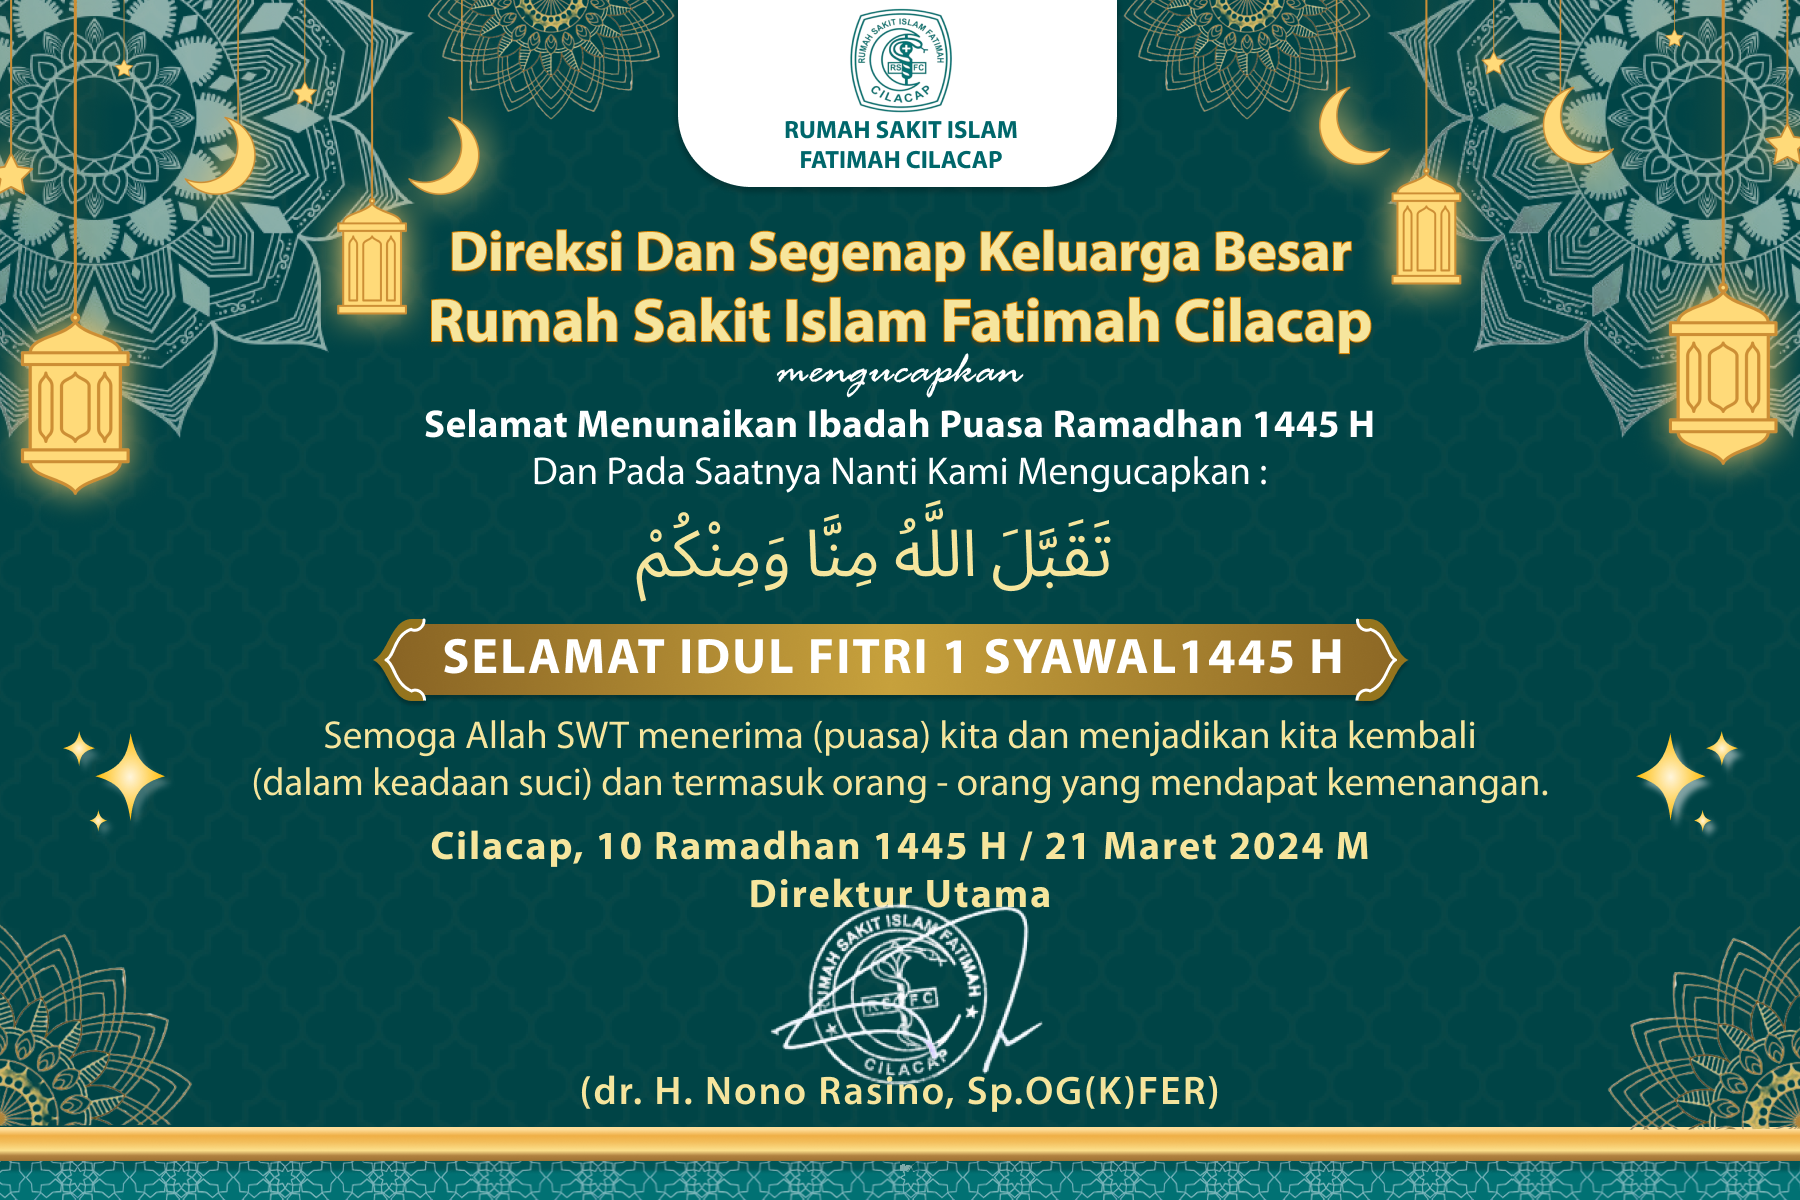 RUMAH SAKIT ISLAM FATIMAH
RS FC
CILACAP
RUMAH SAKIT ISLAM
FATIMAH CILACAP
Direksi Dan Segenap Keluarga Besar
Rumah Sakit Islam Fatimah Cilacap
mengucapkan
Selamat Menunaikan Ibadah Puasa Ramadhan 1445 H
Dan Pada Saatnya Nanti Kami Mengucapkan :
تَقَبَّلَ اللَّهُ مِنَّا وَمِنْكُمْ
SELAMAT IDUL FITRI 1 SYAWAL1445 H
Semoga Allah SWT menerima (puasa) kita dan menjadikan kita kembali
(dalam keadaan suci) dan termasuk orang - orang yang mendapat kemenangan.
Cilacap, 10 Ramadhan 1445 H / 21 Maret 2024 M
Direktur Utama
RUMAH SAKIT ISLAM FATIMAH
RS FC
CILACAP
(dr. H. Nono Rasino, Sp.OG(K)FER)